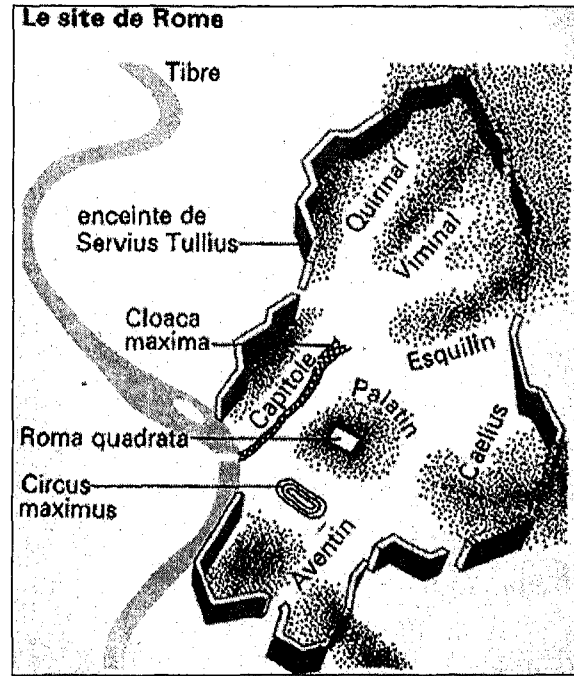 Le site de Rome
Tibre
enceinte de
Servius Tullius
Quirinal
Viminal
Cloaca
maxima
Capitole
Esquilin
Palatin
Caelius
Roma quadrata
Circus
maximus
Aventin